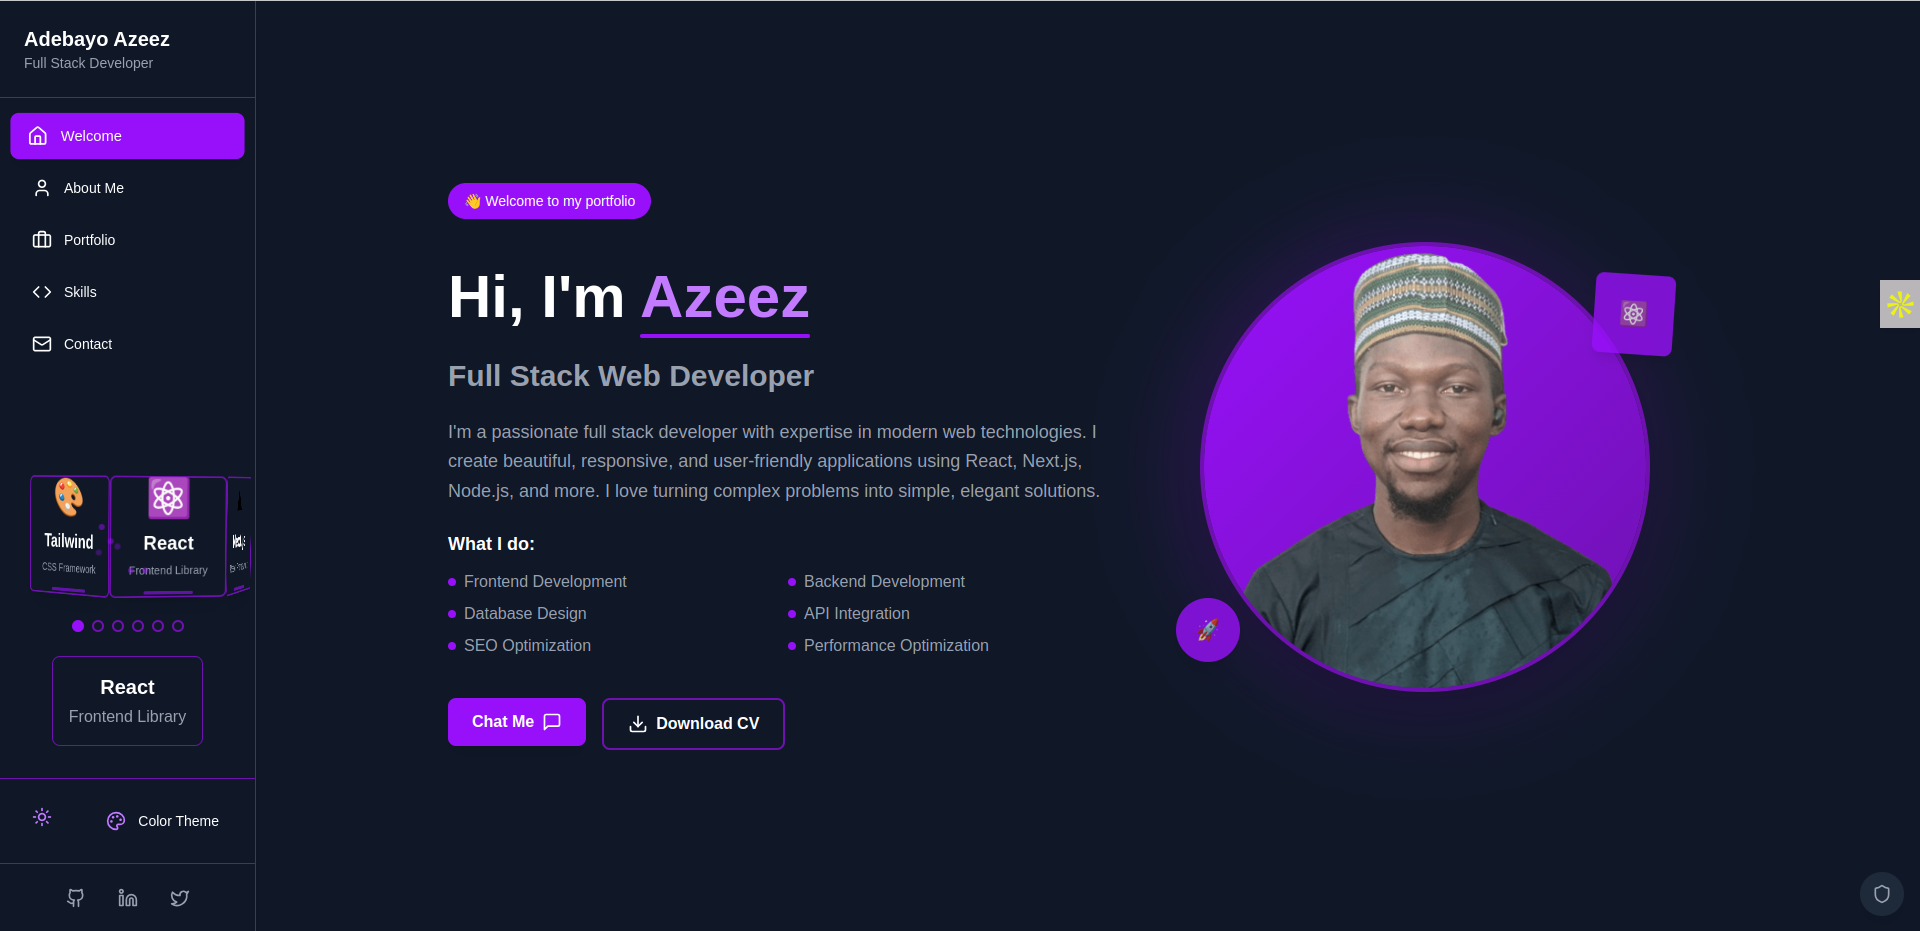 Adebayo Azeez
Full Stack Developer
Welcome
About Me
Portfolio
Skills
Contact
Tailwind
CSS Framework
React
Frontend Library
React
Frontend Library
Color Theme
👋 Welcome to my portfolio
Hi, I'm Azeez
Full Stack Web Developer
I'm a passionate full stack developer with expertise in modern web technologies. I
create beautiful, responsive, and user-friendly applications using React, Next.js,
Node.js, and more. I love turning complex problems into simple, elegant solutions.
What I do:
Frontend Development
Backend Development
Database Design
API Integration
SEO Optimization
Performance Optimization
Chat Me
Download CV